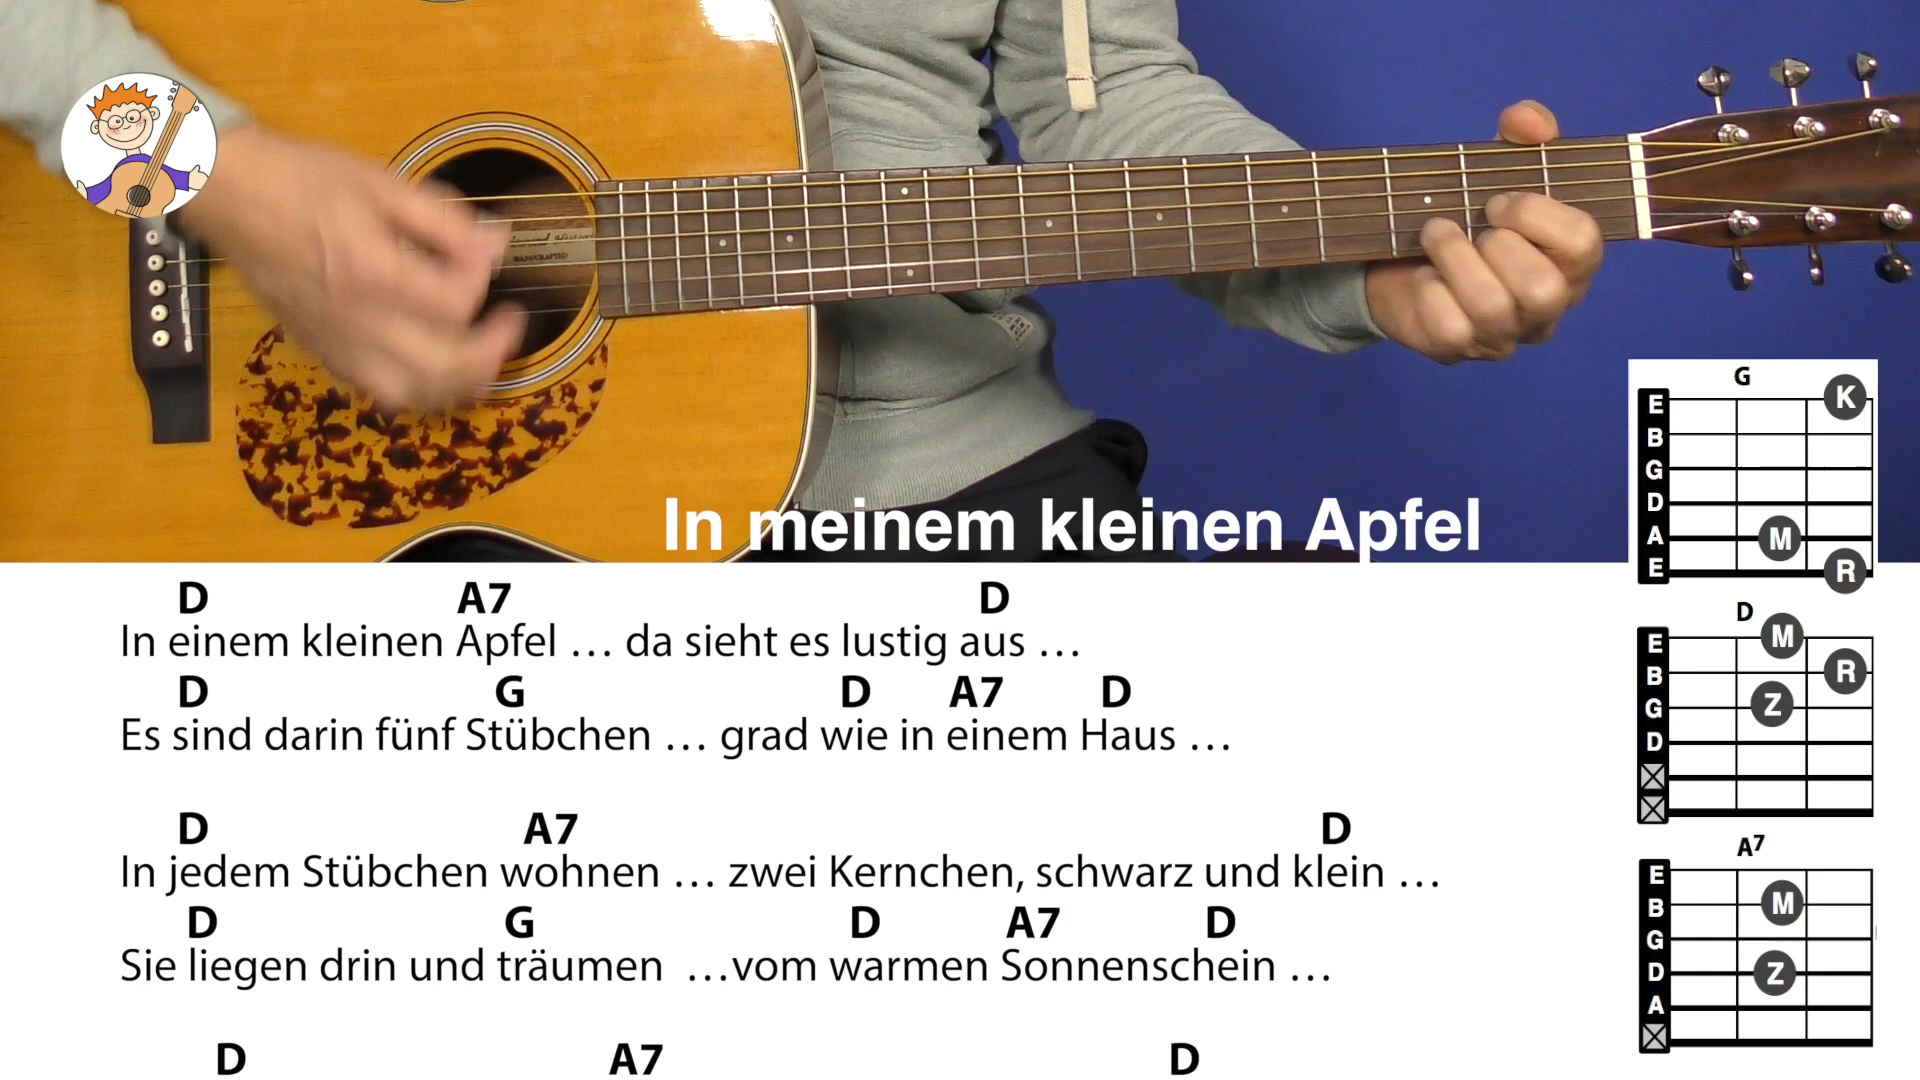 HANDCRAFTED
In meinem kleinen Apfel
D A7 D
In einem kleinen Apfel … da sieht es lustig aus …
D G D A7 D
Es sind darin fünf Stübchen … grad wie in einem Haus …
D A7 D
In jedem Stübchen wohnen … zwei Kernchen, schwarz und klein …
D G D A7 D
Sie liegen drin und träumen …vom warmen Sonnenschein …
D A7 D
G
E K
B
G
D
A M
E R
D
E M
B R
G Z
D
A7
E
B M
G
D Z
A